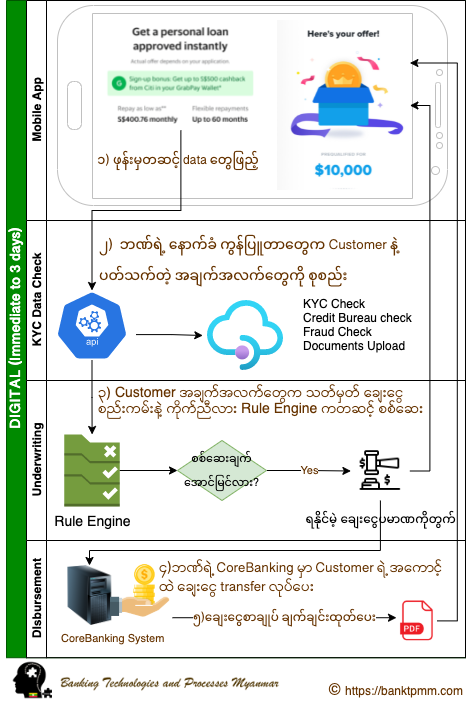 DIGITAL (Immediate to 3 days)
Mobile App
Get a personal loan
approved instantly
Actual offer depends on your application.
Sign-up bonus: Get up to S$500 cashback
from Citi in your GrabPay Wallet*
Repay as low as**
S$400.76 monthly
Flexible repayments
Up to 60 months
Here's your offer!
PREQUALIFIED FOR
$10,000
၁) ဖုန်းမှတဆင့် data တွေဖြည့်
KYC Data Check
၂) ဘဏ်ရဲ့ နောက်ခံ ကွန်ပြူတာတွေက Customer နဲ့
ပတ်သက်တဲ့ အချက်အလက်တွေကို စုစည်း
api
KYC Check
Credit Bureau check
Fraud Check
Documents Upload
Underwriting
၃) Customer အချက်အလက်တွေက သတ်မှတ် ချေးငွေ
စည်းကမ်းနဲ့ ကိုက်ညီလား Rule Engine ကတဆင့် စစ်ဆေး
Rule Engine
စစ်ဆေးချက်
အောင်မြင်လား?
Yes
ရနိုင်မဲ့ ချေးငွေပမာဏကိုတွက်
Disbursement
၄)ဘဏ်ရဲ့ CoreBanking မှာ Customer ရဲ့ အကောင့်
ထဲ ချေးငွေ transfer လုပ်ပေး
၅)ချေးငွေစာချုပ် ချက်ချင်းထုတ်ပေး
CoreBanking System
PDF
Banking Technologies and Processes Myanmar
© https://banktpmm.com